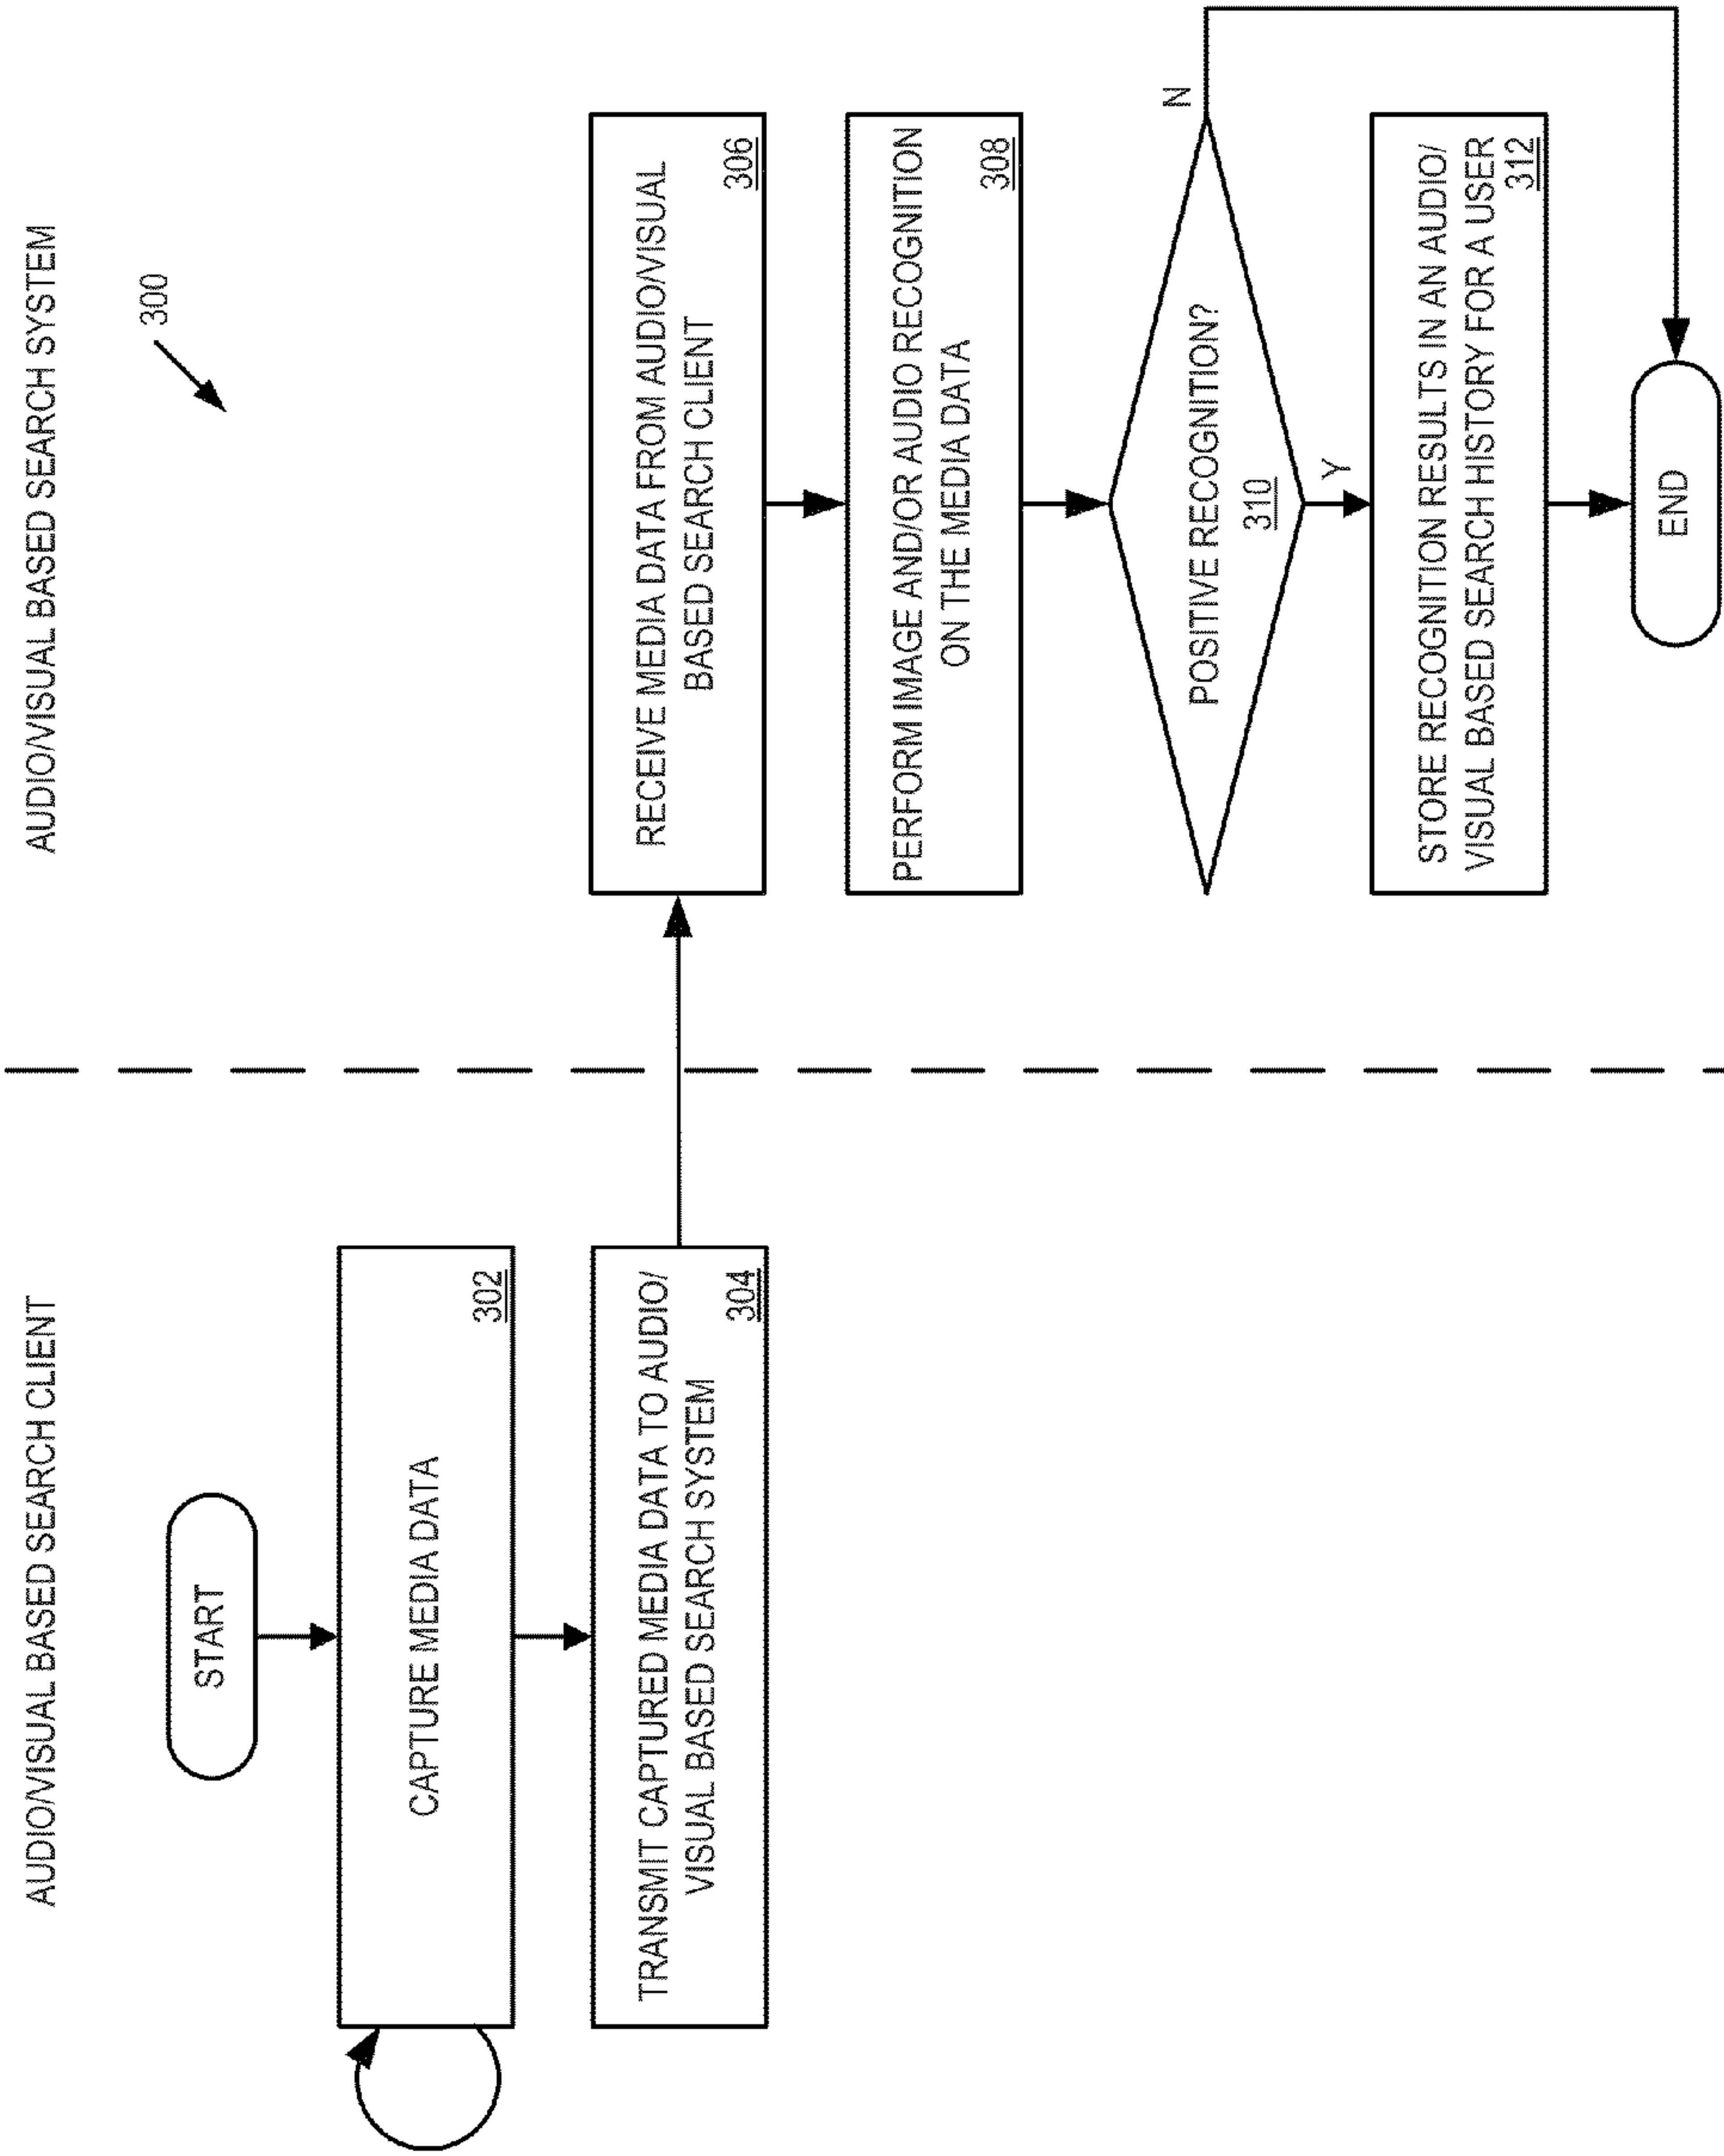 AUDIO/VISUAL BASED SEARCH CLIENT
START
CAPTURE MEDIA DATA
302
TRANSMIT CAPTURED MEDIA DATA TO AUDIO/
VISUAL BASED SEARCH SYSTEM
304
AUDIO/VISUAL BASED SEARCH SYSTEM
300
RECEIVE MEDIA DATA FROM AUDIO/VISUAL
BASED SEARCH CLIENT
306
PERFORM IMAGE AND/OR AUDIO RECOGNITION
ON THE MEDIA DATA
308
POSITIVE RECOGNITION?
310
N
Y
STORE RECOGNITION RESULTS IN AN AUDIO/
VISUAL BASED SEARCH HISTORY FOR A USER
312
END